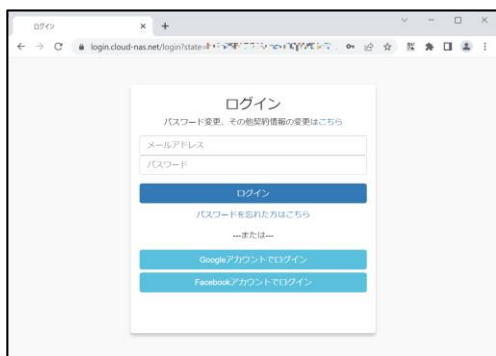 ログイン
login.cloud-nas.net/login?state=
ログイン
パスワード変更、その他契約情報の変更はこちら
メールアドレス
パスワード
ログイン
パスワードを忘れた方はこちら
---または---
Googleアカウントでログイン
Facebookアカウントでログイン